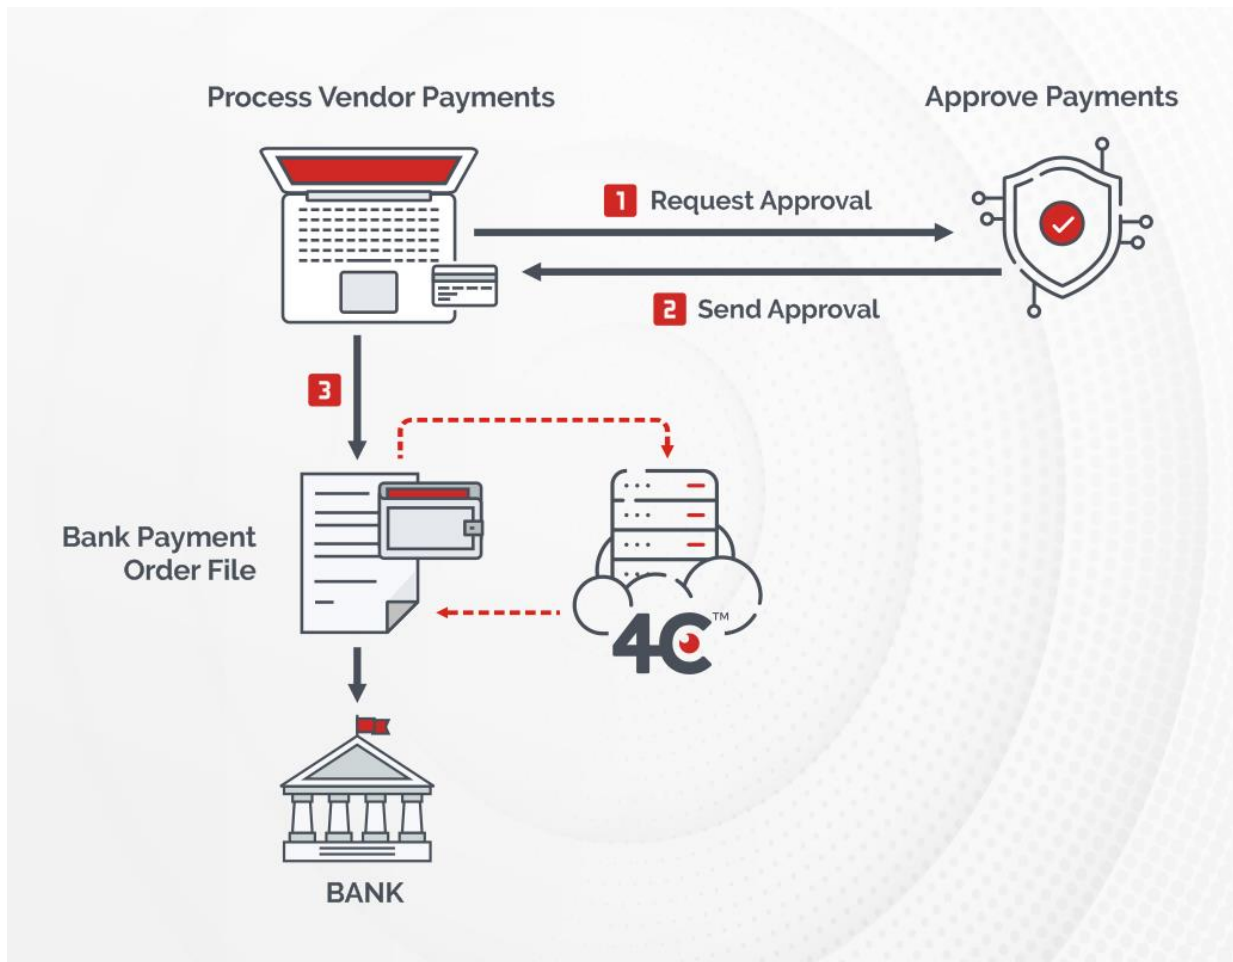 Process Vendor Payments
Approve Payments
1 Request Approval
2 Send Approval
3
Bank Payment
Order File
4C™
BANK